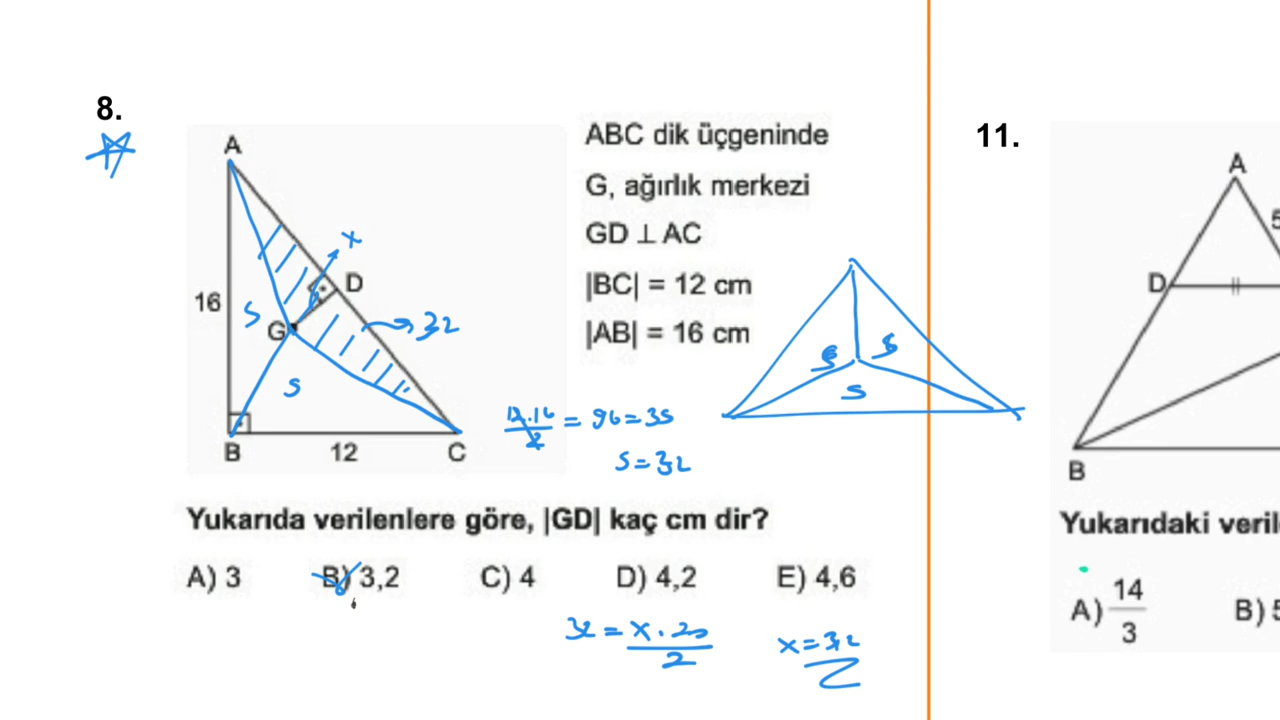 8.
A
16
G
D
x
S
S
32
B
12
C
ABC dik üçgeninde
G, ağırlık merkezi
GD ⊥ AC
|BC| = 12 cm
|AB| = 16 cm
S
S
S
12.16/2 = 96 = 3S
S = 32
Yukarıda verilenlere göre, |GD| kaç cm dir?
A) 3 B) 3,2 C) 4 D) 4,2 E) 4,6
32 = x.20/2
x = 3,2
11.
A
5
D
B
Yukarıdaki veril
A) 14/3 B) 5